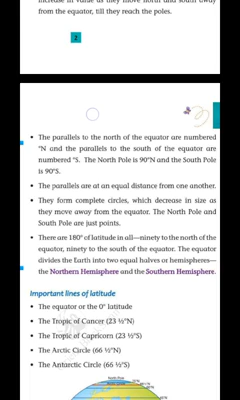 increase in value as they move north and south away
from the equator, till they reach the poles.
2
• The parallels to the north of the equator are numbered
°N and the parallels to the south of the equator are
numbered °S. The North Pole is 90°N and the South Pole
is 90°S.
• The parallels are at an equal distance from one another.
• They form complete circles, which decrease in size as
they move away from the equator. The North Pole and
South Pole are just points.
• There are 180° of latitude in all—ninety to the north of the
equator, ninety to the south of the equator. The equator
divides the Earth into two equal halves or hemispheres—
the Northern Hemisphere and the Southern Hemisphere.
Important lines of latitude
• The equator or the 0° latitude
• The Tropic of Cancer (23 ½°N)
• The Tropic of Capricorn (23 ½°S)
• The Arctic Circle (66 ½°N)
• The Antarctic Circle (66 ½°S)
North Pole